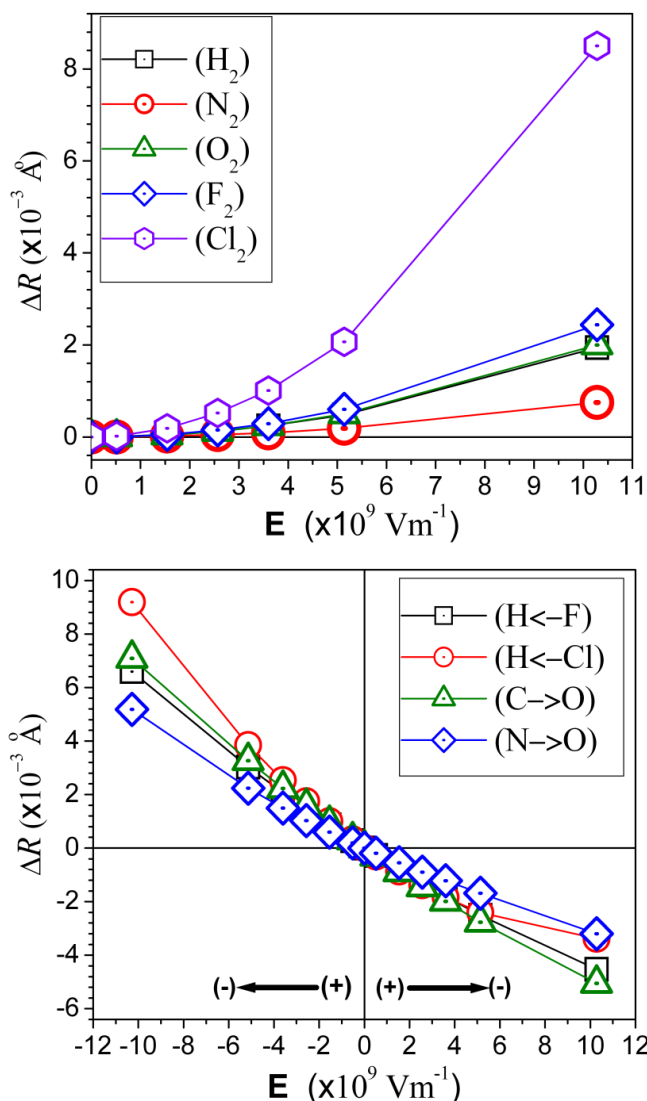 8
6
4
2
0
ΔR (x10⁻³ Å)
(H₂)
(N₂)
(O₂)
(F₂)
(Cl₂)
0 1 2 3 4 5 6 7 8 9 10 11
E (x10⁹ Vm⁻¹)
10
8
6
4
2
0
-2
-4
-6
ΔR (x10⁻³ Å)
(H<–F)
(H<–Cl)
(C–>O)
(N–>O)
(-) (+) (+) (-)
-12 -10 -8 -6 -4 -2 0 2 4 6 8 10 12
E (x10⁹ Vm⁻¹)